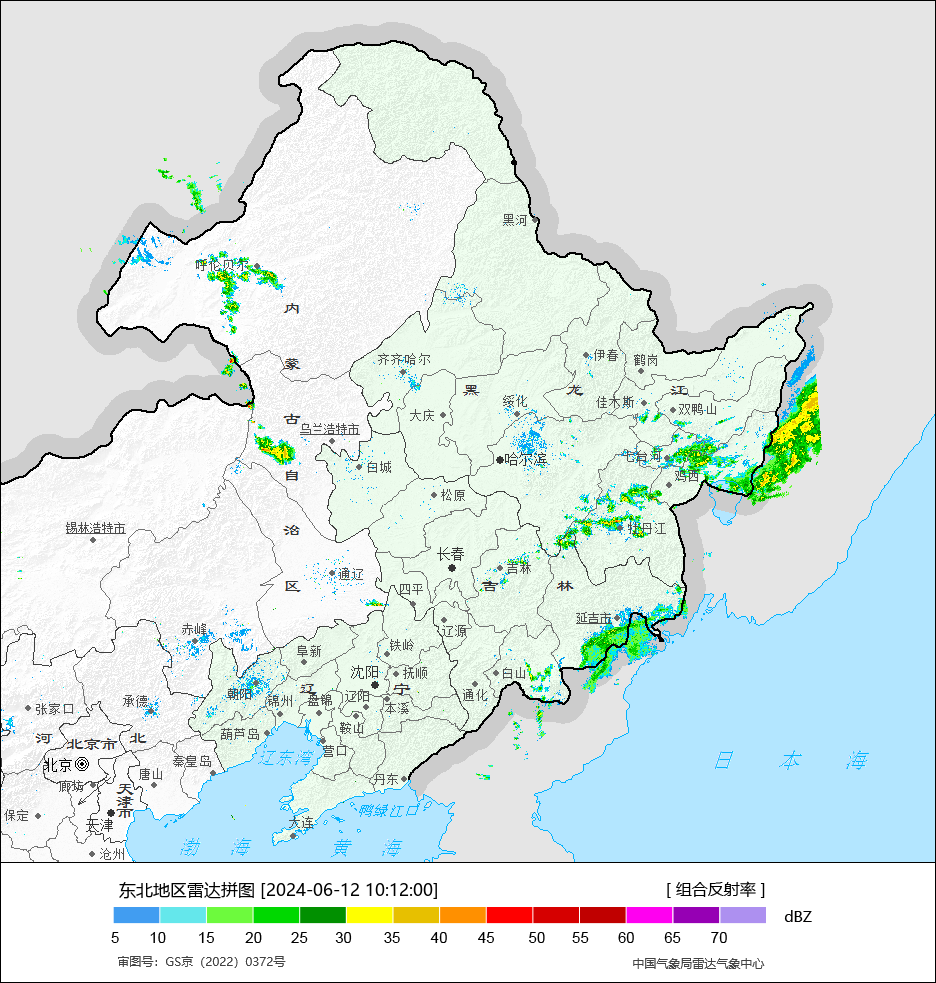 黑河
呼伦贝尔
内
蒙
古
自
治
区
齐齐哈尔
黑
龙
江
伊春
鹤岗
绥化
佳木斯
双鸭山
大庆
乌兰浩特市
哈尔滨
七台河
鸡西
白城
松原
锡林浩特市
牡丹江
长春
吉林
吉
林
通辽
四平
延吉市
辽源
赤峰
阜新
铁岭
沈阳
抚顺
白山
辽
宁
朝阳
锦州
盘锦
辽阳
本溪
通化
张家口
承德
葫芦岛
鞍山
营口
河
北京市
北
北京
秦皇岛
辽东湾
丹东
日本海
唐山
廊坊
天
津
市
保定
天津
鸭绿江口
大连
沧州
渤海
黄海
东北地区雷达拼图 [2024-06-12 10:12:00]
[ 组合反射率 ]
dBZ
5 10 15 20 25 30 35 40 45 50 55 60 65 70
审图号：GS京（2022）0372号
中国气象局雷达气象中心